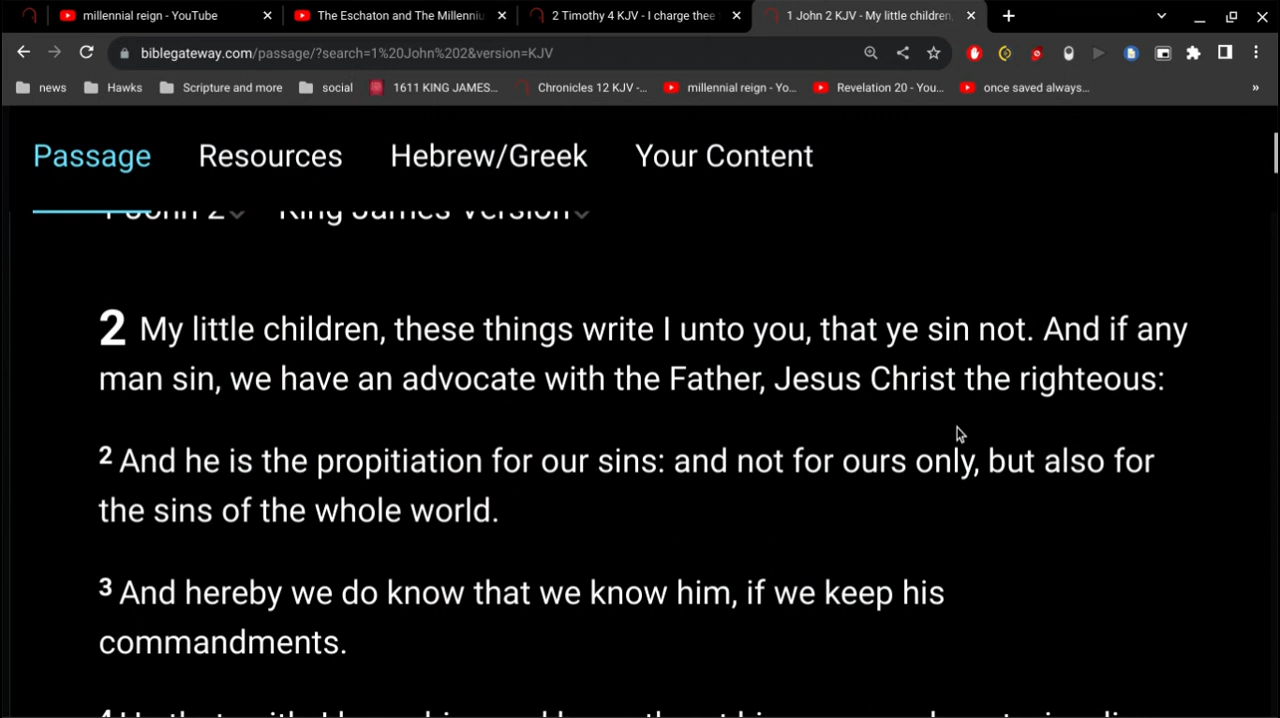 millennial reign - YouTube
The Eschaton and The Millenniu
2 Timothy 4 KJV - I charge thee
1 John 2 KJV - My little children,
biblegateway.com/passage/?search=1%20John%202&version=KJV
news Hawks Scripture and more social 1611 KING JAMES... Chronicles 12 KJV -... millennial reign - Yo... Revelation 20 - You... once saved always... »
Passage Resources Hebrew/Greek Your Content
1 John 2 King James Version
2 My little children, these things write I unto you, that ye sin not. And if any
man sin, we have an advocate with the Father, Jesus Christ the righteous:
2 And he is the propitiation for our sins: and not for ours only, but also for
the sins of the whole world.
3 And hereby we do know that we know him, if we keep his
commandments.